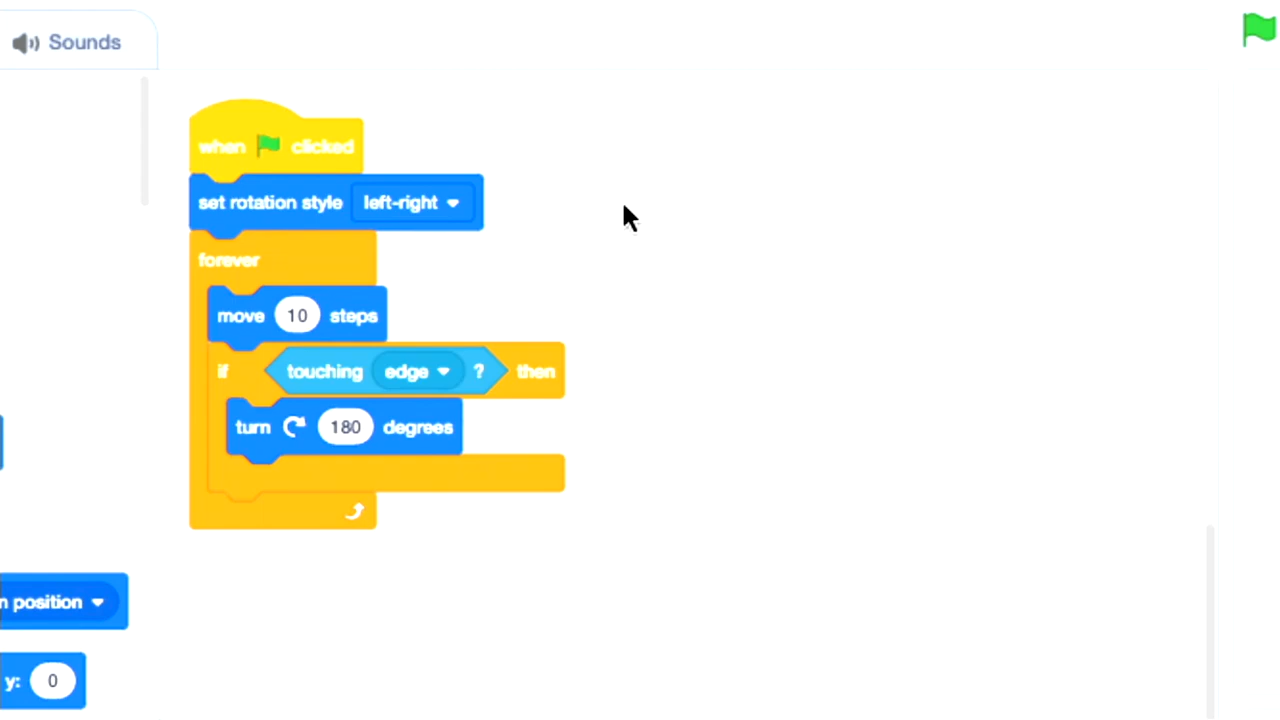 Sounds
when clicked
set rotation style left-right
forever
move 10 steps
if touching edge ? then
turn 180 degrees
n position
y: 0